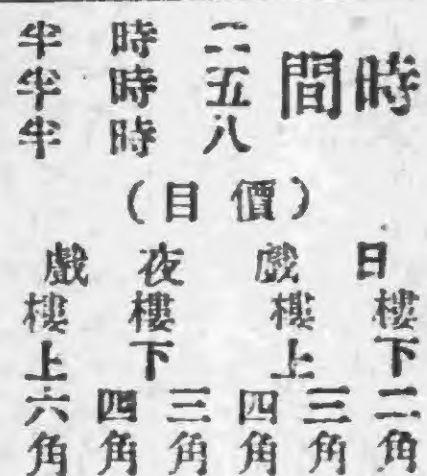 時間
二時半
五時半
八時半
（價目）
日戲
樓下二角三角
樓上四角
夜戲
樓下三角四角
樓上六角